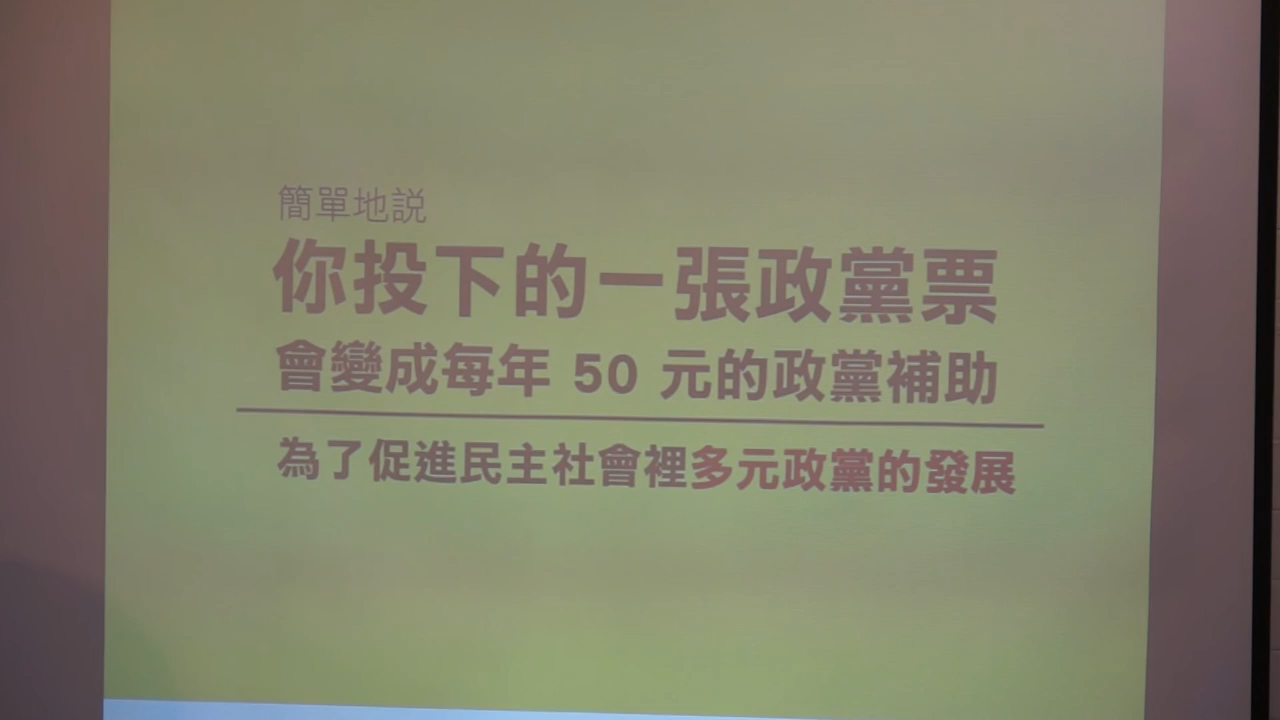 簡單地説
你投下的一張政黨票
會變成每年 50 元的政黨補助
為了促進民主社會裡多元政黨的發展